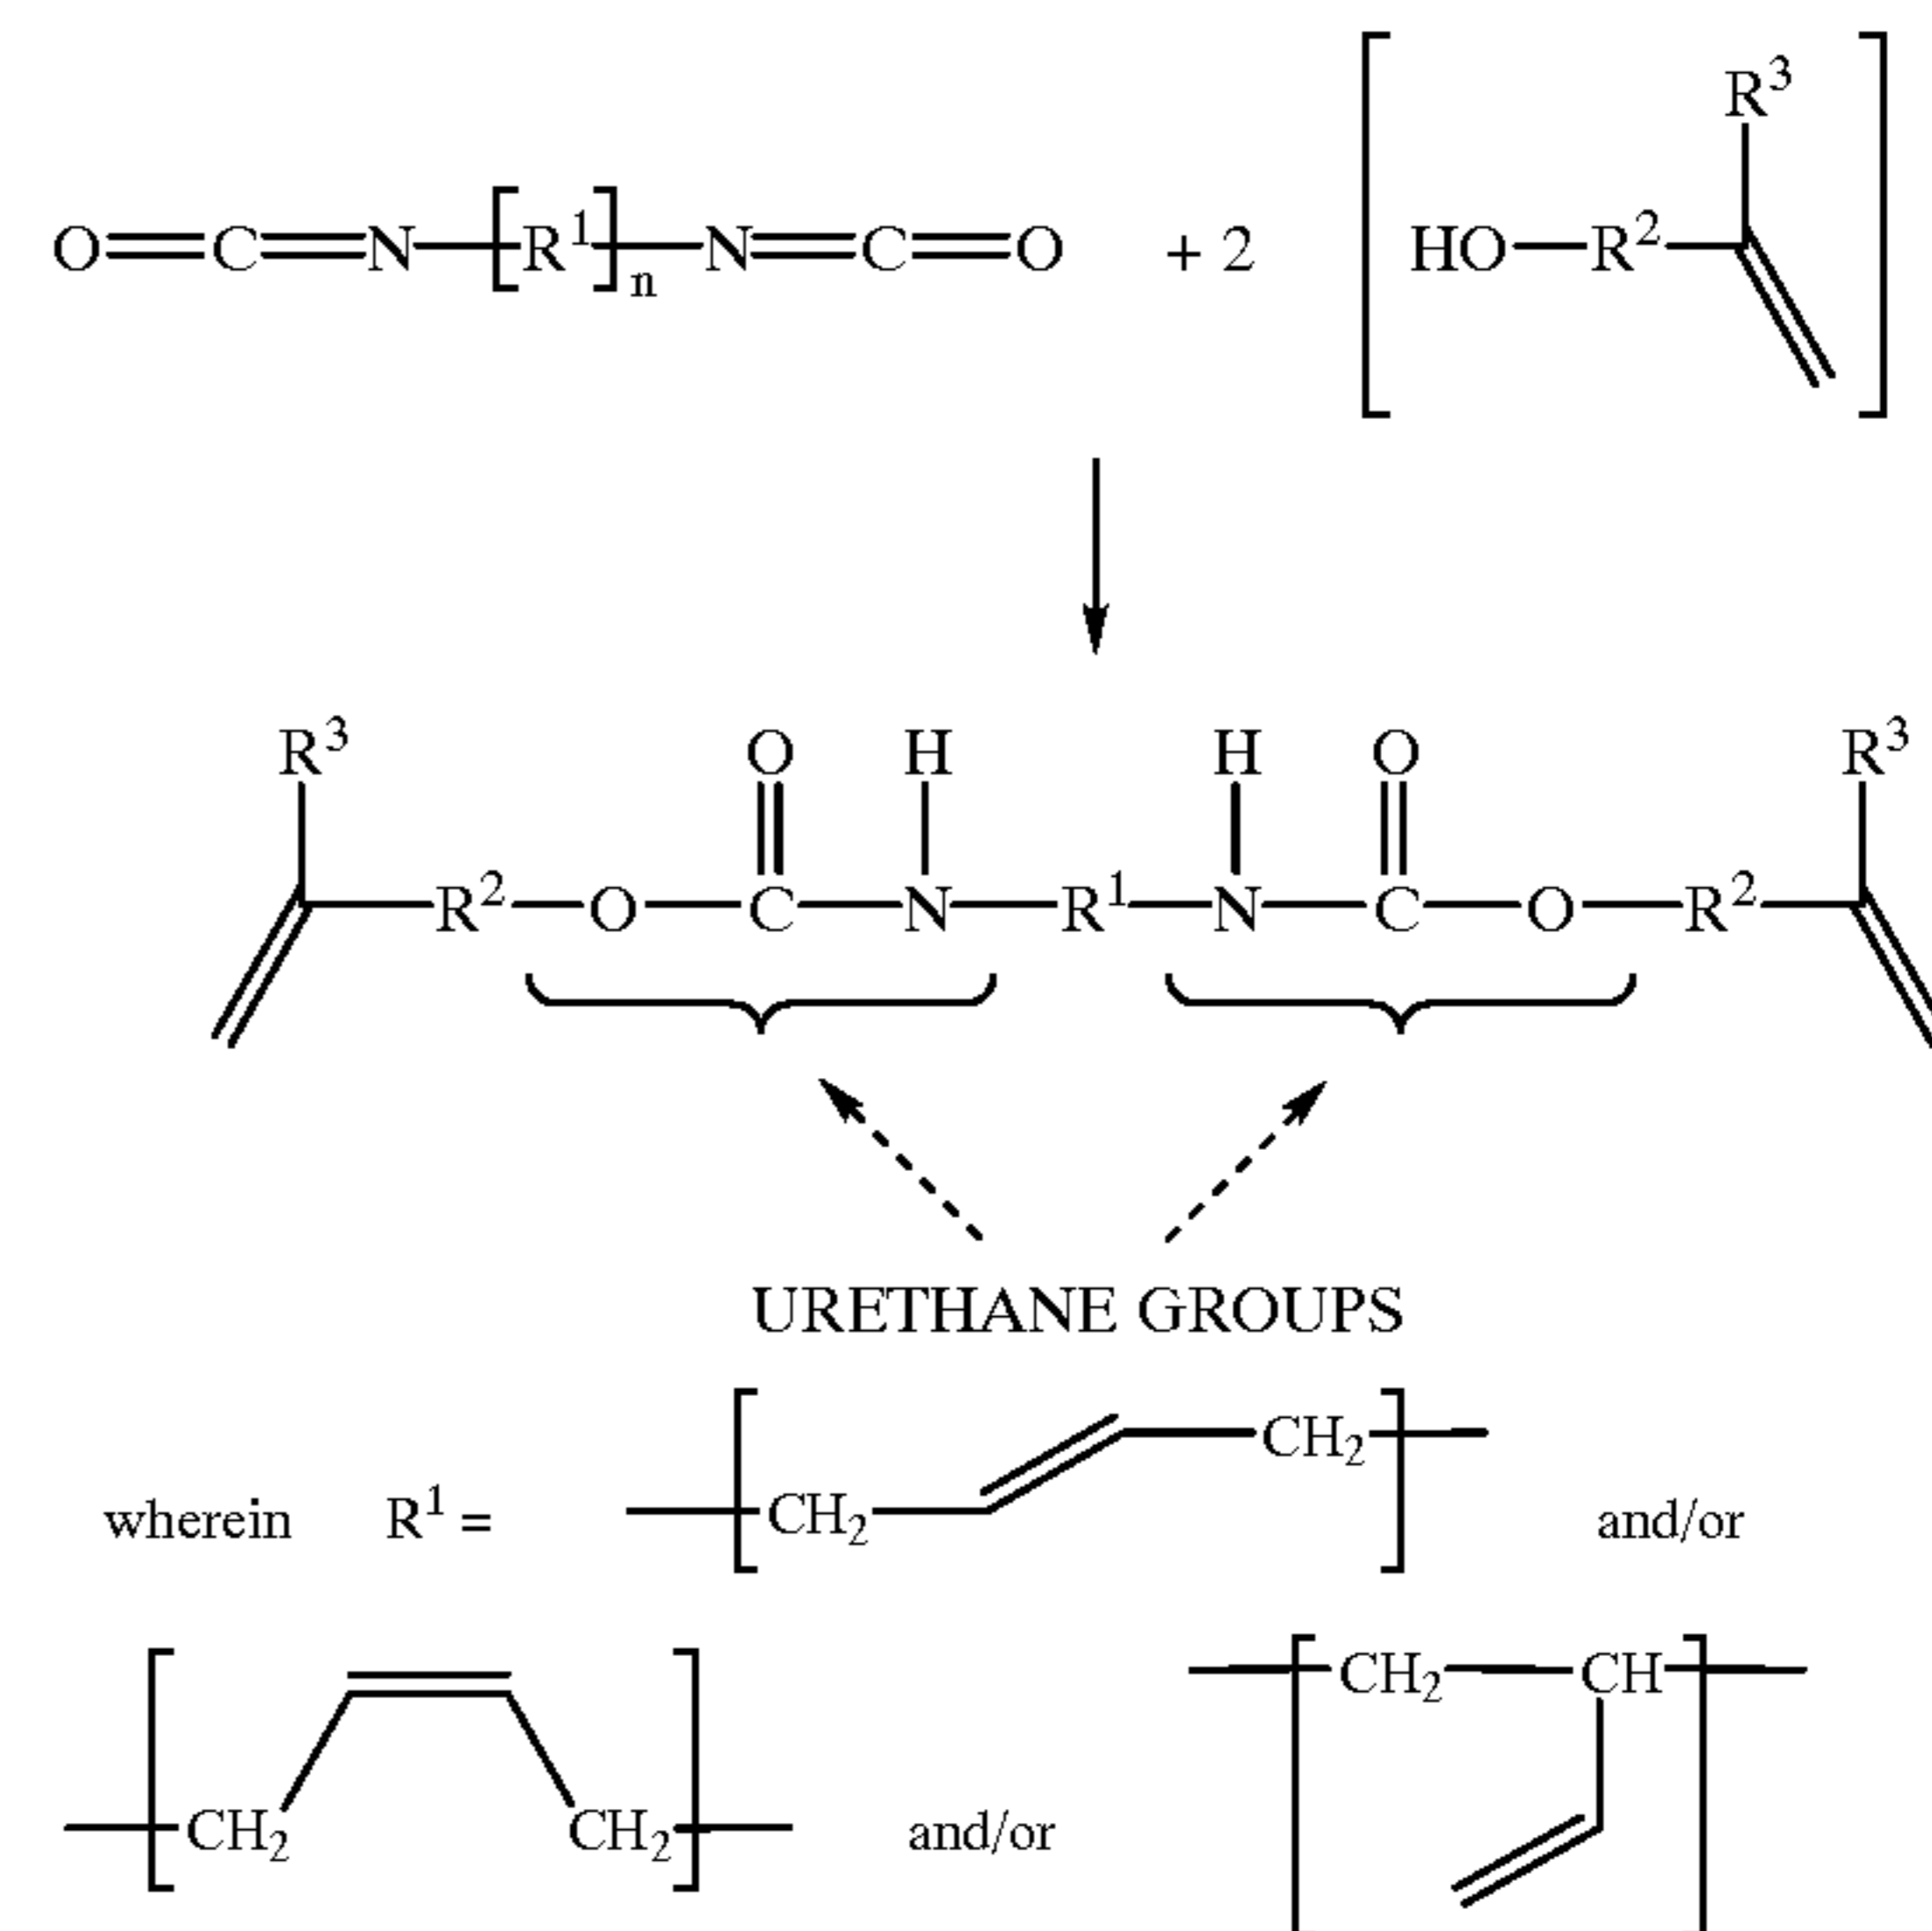 R³
O=C=N-[R¹]n-N=C=O + 2 HO-R²
R³ O H H O R³
R²-O-C-N-R¹-N-C-O-R²
URETHANE GROUPS
CH₂
wherein R¹ = CH₂ and/or
CH₂ CH
CH₂ CH₂ and/or